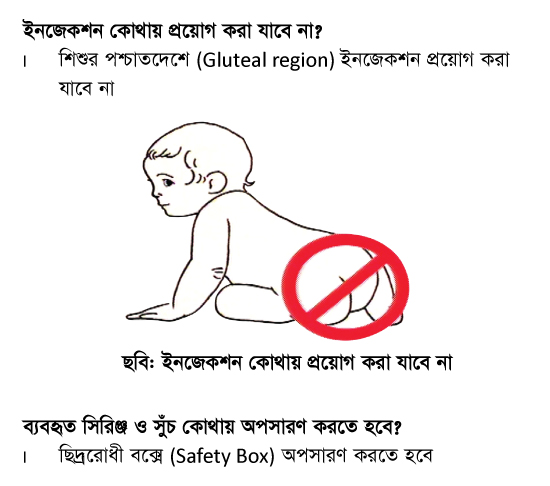 ইনজেকশন কোথায় প্রয়োগ করা যাবে না?
। শিশুর পশ্চাতদেশে (Gluteal region) ইনজেকশন প্রয়োগ করা
যাবে না
ছবি: ইনজেকশন কোথায় প্রয়োগ করা যাবে না
ব্যবহৃত সিরিঞ্জ ও সুঁচ কোথায় অপসারণ করতে হবে?
। ছিদ্ররোধী বক্সে (Safety Box) অপসারণ করতে হবে